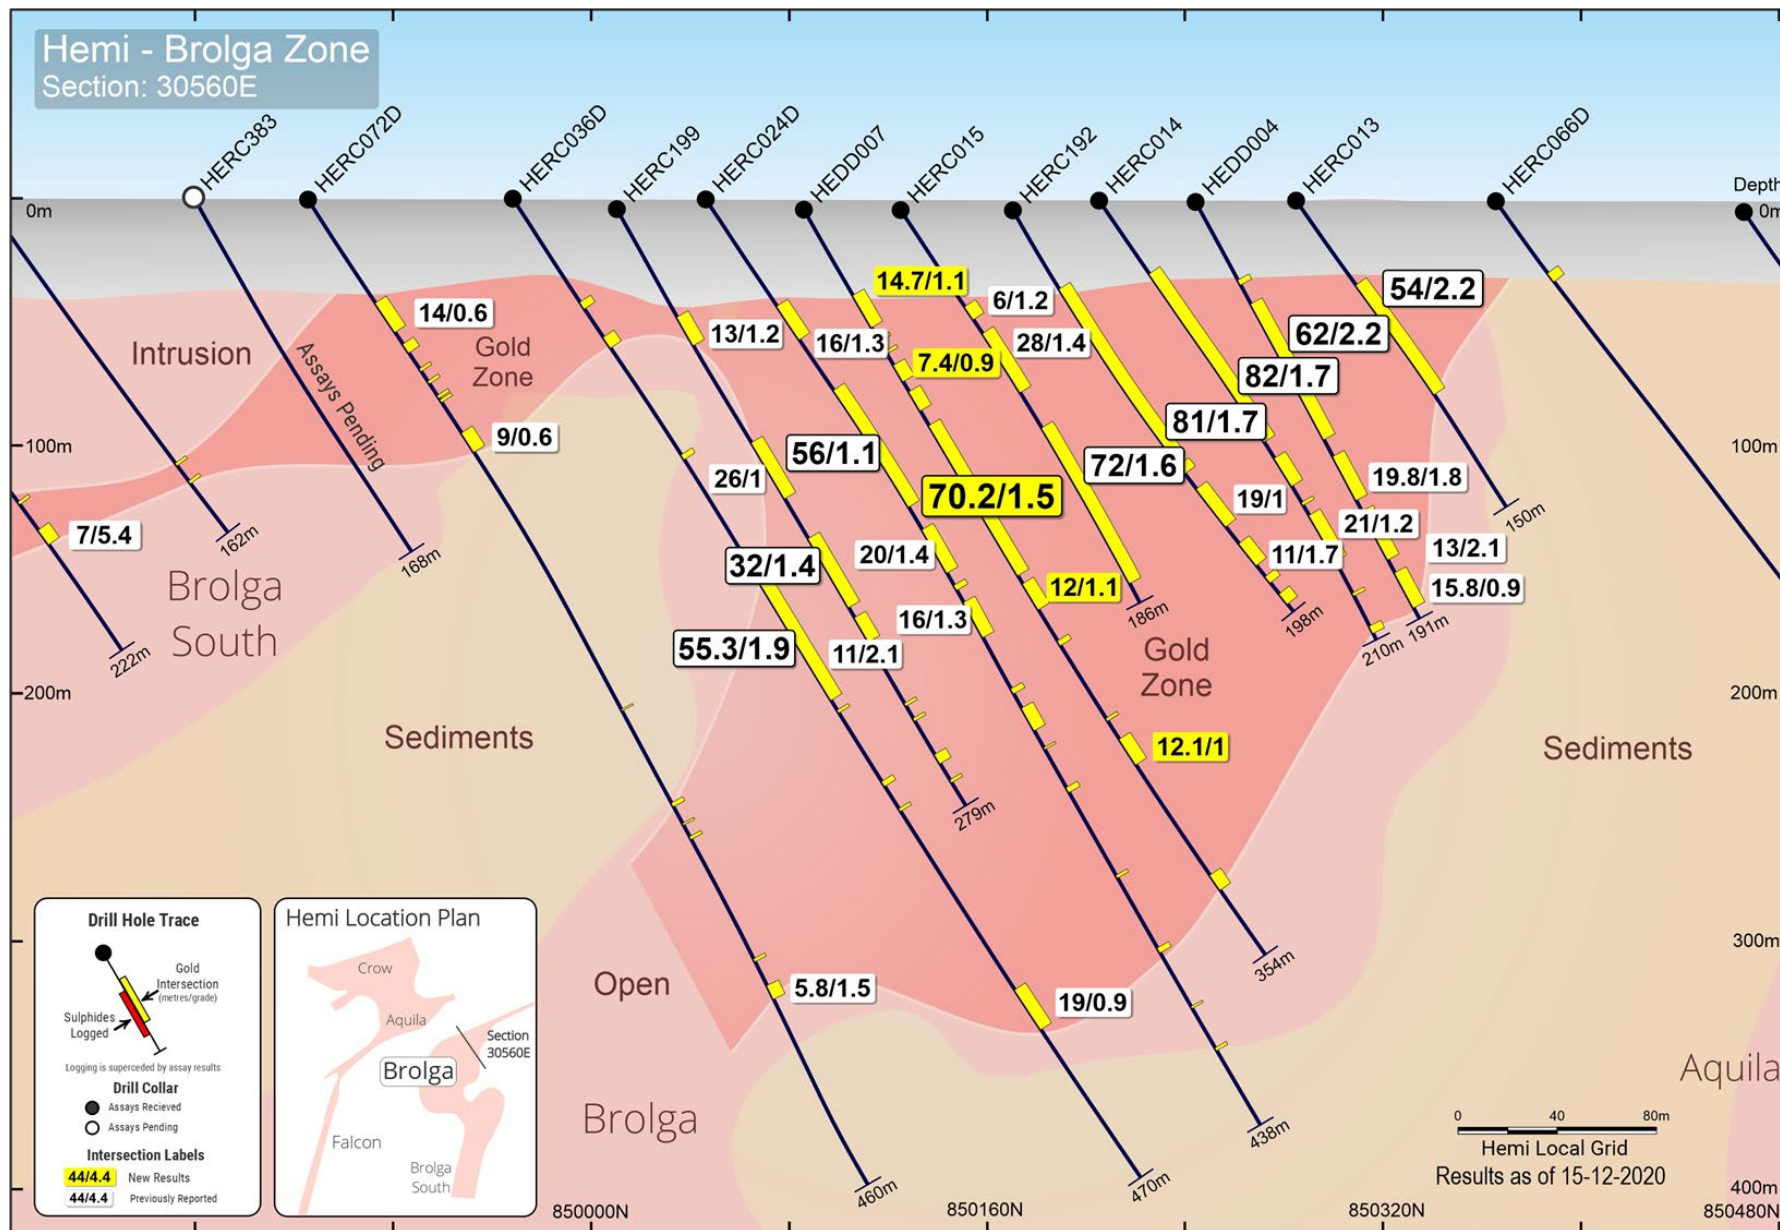 Hemi - Brolga Zone
Section: 30560E
HERC383
HERC072D
HERC036D
HERC199
HERC024D
HEDD007
HERC015
HERC192
HERC014
HEDD004
HERC013
HERC066D
Depth
0m
0m
14.7/1.1
6/1.2
54/2.2
14/0.6
13/1.2
16/1.3
28/1.4
62/2.2
Intrusion
Assays Pending
Gold
Zone
7.4/0.9
82/1.7
9/0.6
81/1.7
100m
100m
56/1.1
26/1
70.2/1.5
72/1.6
19/1
19.8/1.8
150m
7/5.4
162m
168m
21/1.2
13/2.1
20/1.4
11/1.7
32/1.4
12/1.1
15.8/0.9
Brolga
South
16/1.3
186m
198m
210m
191m
222m
55.3/1.9
11/2.1
Gold
Zone
200m
200m
Sediments
12.1/1
Sediments
279m
Drill Hole Trace
Gold
Intersection
(metres/grade)
Sulphides
Logged
Logging is superceded by assay results
Drill Collar
Assays Recieved
Assays Pending
Intersection Labels
44/4.4 New Results
44/4.4 Previously Reported
Hemi Location Plan
Crow
Aquila
Section
30560E
Brolga
Falcon
Brolga
South
Open
5.8/1.5
19/0.9
354m
300m
Aquila
Brolga
438m
460m
470m
0 40 80m
Hemi Local Grid
Results as of 15-12-2020
400m
850000N
850160N
850320N
850480N